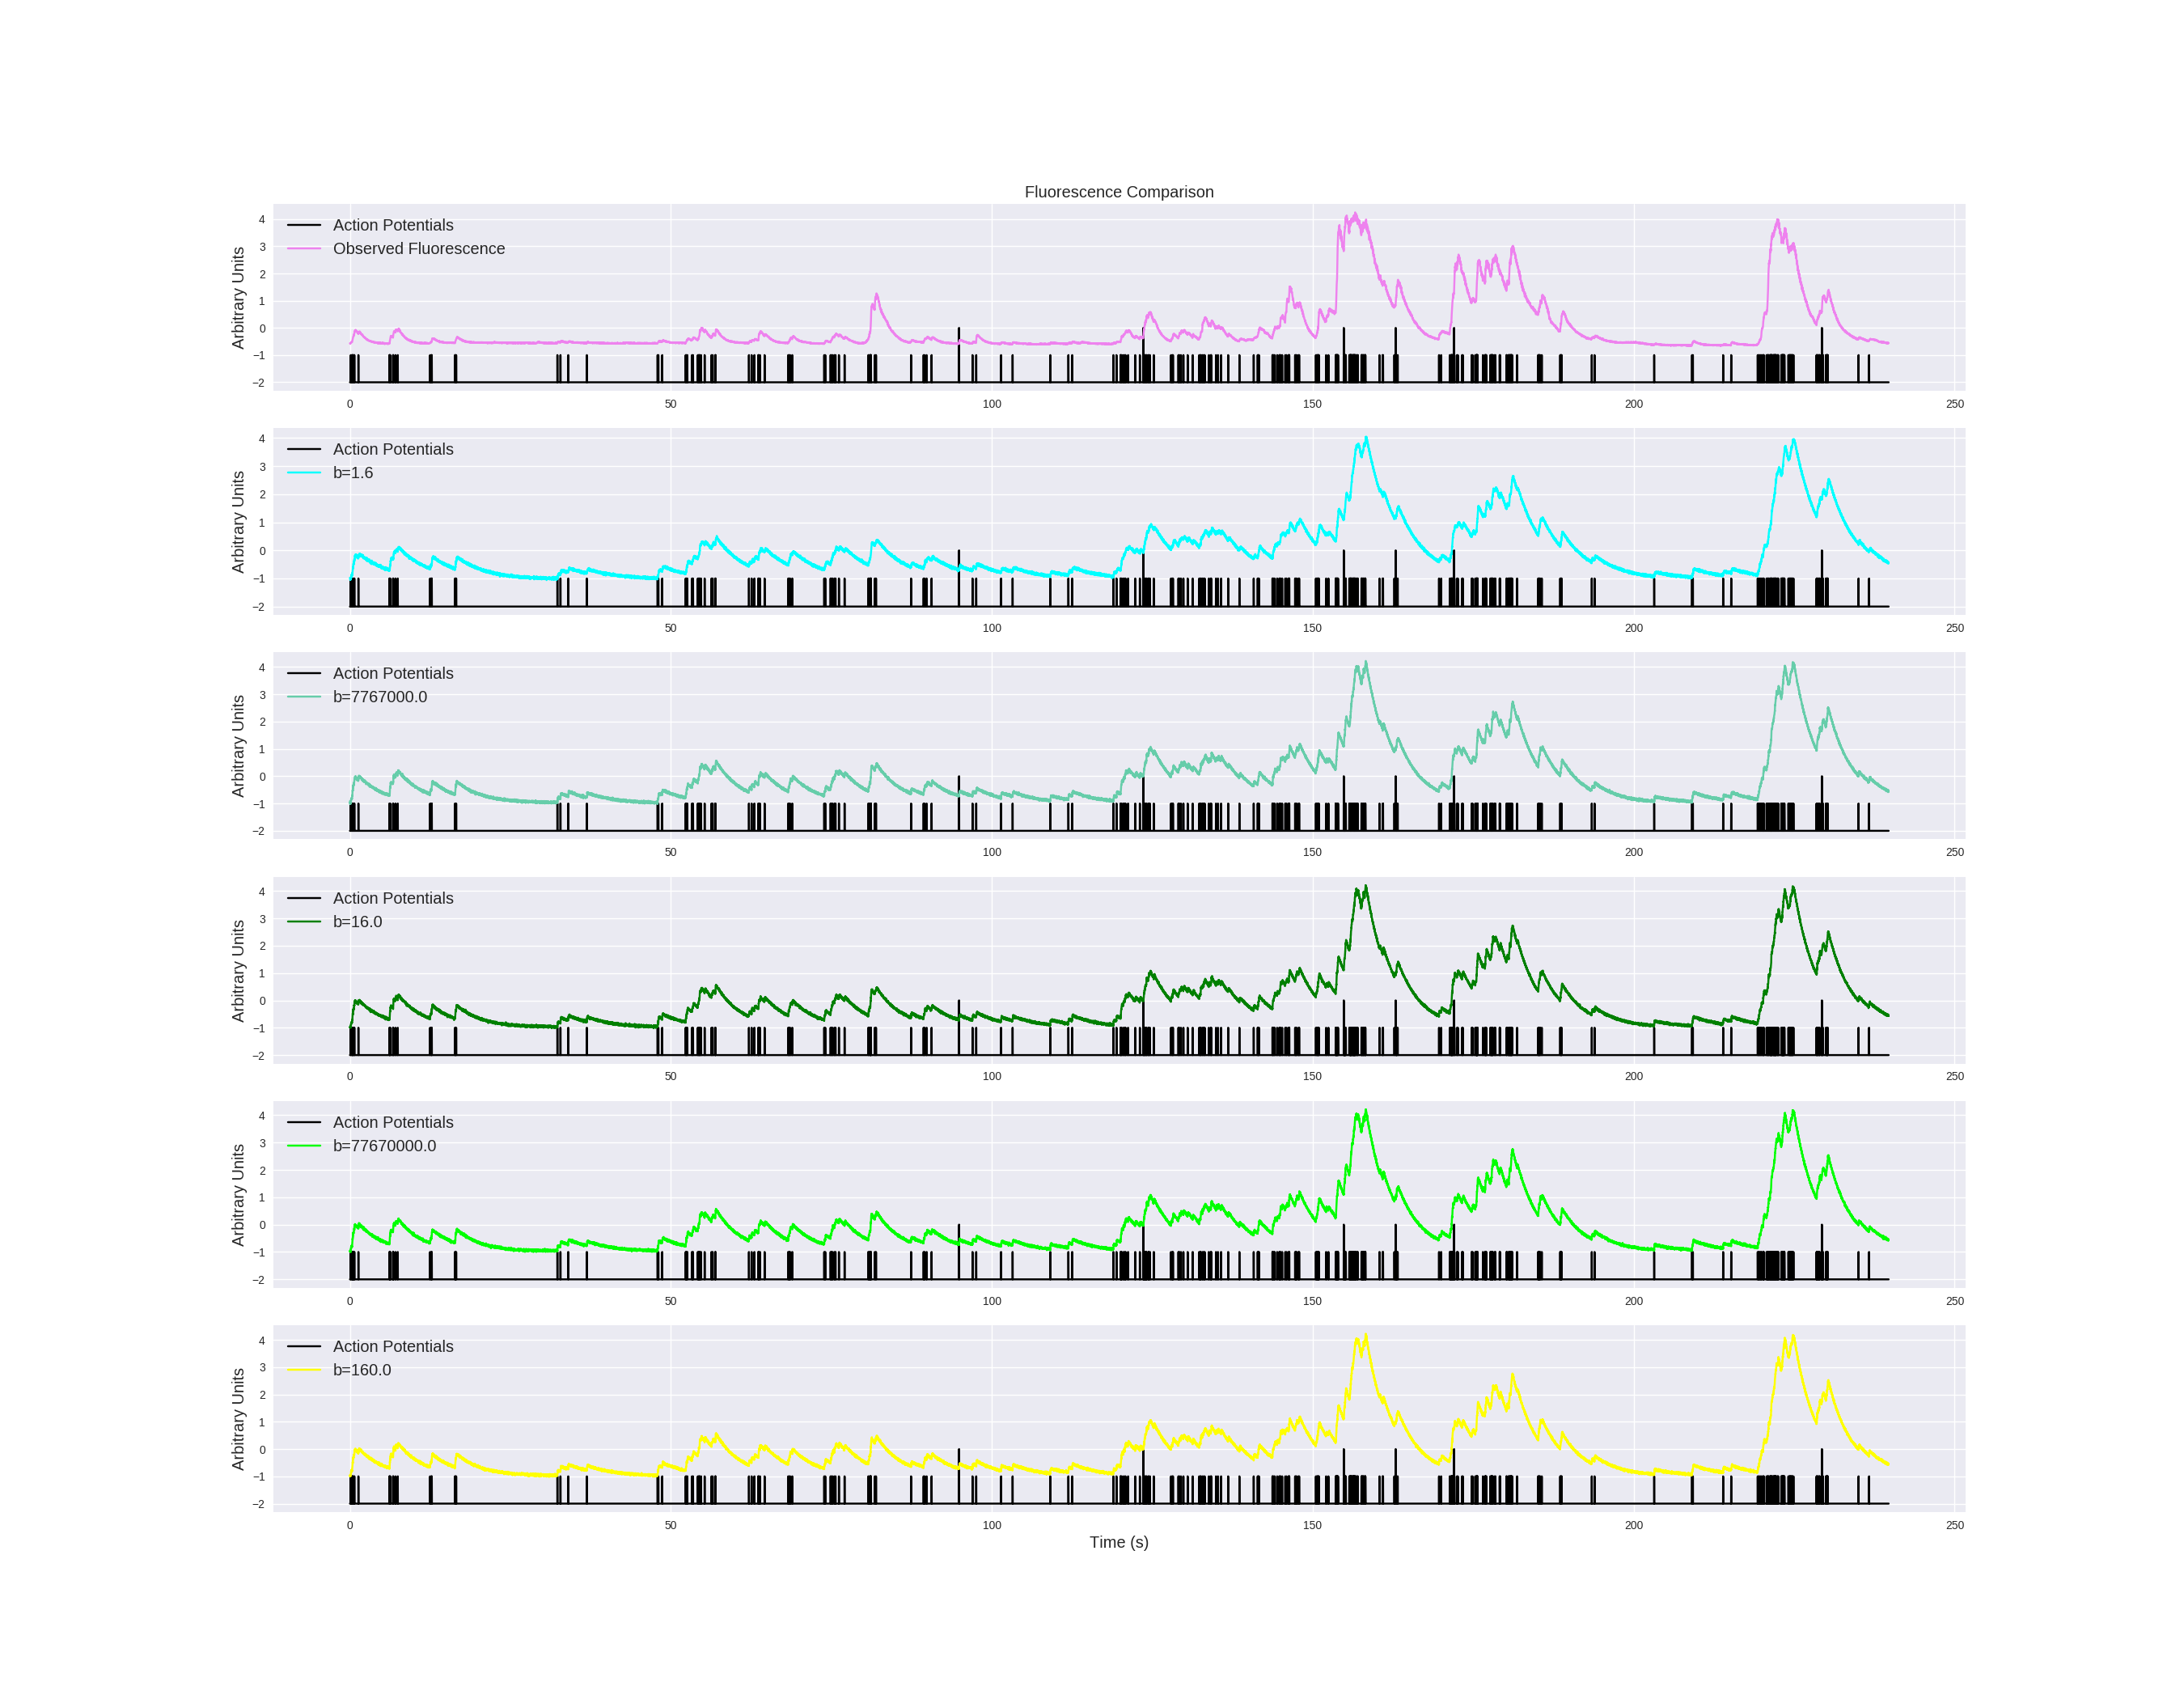 Fluorescence Comparison
Action Potentials
Observed Fluorescence
Arbitrary Units
4
3
2
1
0
−1
−2
0 50 100 150 200 250
Action Potentials
b=1.6
Arbitrary Units
4
3
2
1
0
−1
−2
0 50 100 150 200 250
Action Potentials
b=7767000.0
Arbitrary Units
4
3
2
1
0
−1
−2
0 50 100 150 200 250
Action Potentials
b=16.0
Arbitrary Units
4
3
2
1
0
−1
−2
0 50 100 150 200 250
Action Potentials
b=77670000.0
Arbitrary Units
4
3
2
1
0
−1
−2
0 50 100 150 200 250
Action Potentials
b=160.0
Arbitrary Units
4
3
2
1
0
−1
−2
0 50 100 150 200 250
Time (s)